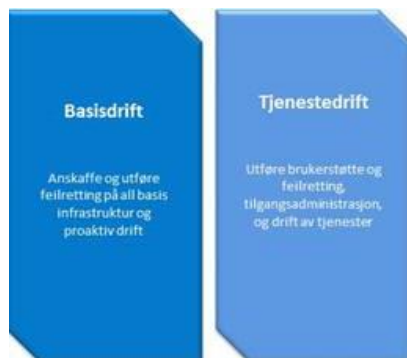 Basisdrift
Anskaffe og utføre
feilretting på all basis
infrastruktur og
proaktiv drift
Tjenestedrift
Utføre brukerstøtte og
feilretting,
tilgangsadministrasjon,
og drift av tjenester